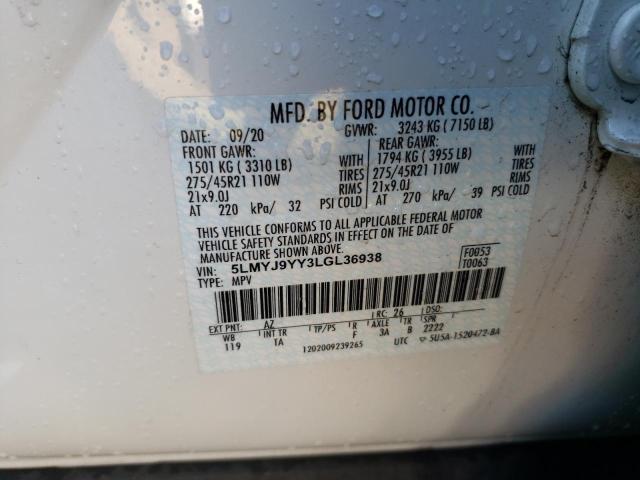 MFD. BY FORD MOTOR CO.
DATE: 09/20 GVWR: 3243 KG ( 7150 LB)
FRONT GAWR: REAR GAWR:
1501 KG ( 3310 LB) WITH 1794 KG ( 3955 LB) WITH
275/45R21 110W TIRES 275/45R21 110W TIRES
21x9.0J RIMS 21x9.0J RIMS
AT 220 kPa/ 32 PSI COLD AT 270 kPa/ 39 PSI COLD
THIS VEHICLE CONFORMS TO ALL APPLICABLE FEDERAL MOTOR
VEHICLE SAFETY STANDARDS IN EFFECT ON THE DATE OF
MANUFACTURE SHOWN ABOVE.
VIN: 5LMYJ9YY3LGL36938 F0053
TYPE: MPV T0063
EXT PNT: AZ RC: 26 DSO:
WB INT TR TP/PS R AXLE TR SPR
119 TA F 3A B 2222
1202009239265 UTC 5U5A-1520472-BA